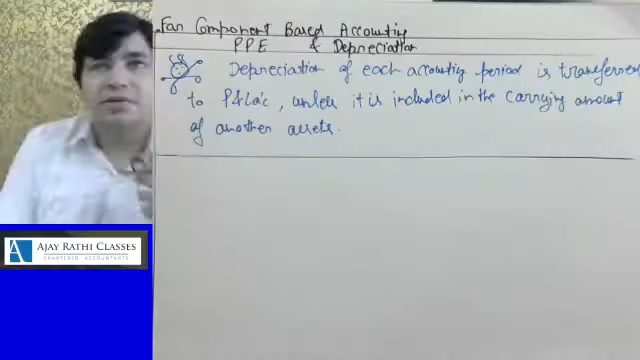 Fan Component Based Accounting
PPE & Depreciation
Depreciation of each accounting period is transferred
to P&L a/c, unless it is included in the carrying amount
of another assets.
AJAY RATHI CLASSES
CHARTERED ACCOUNTANTS